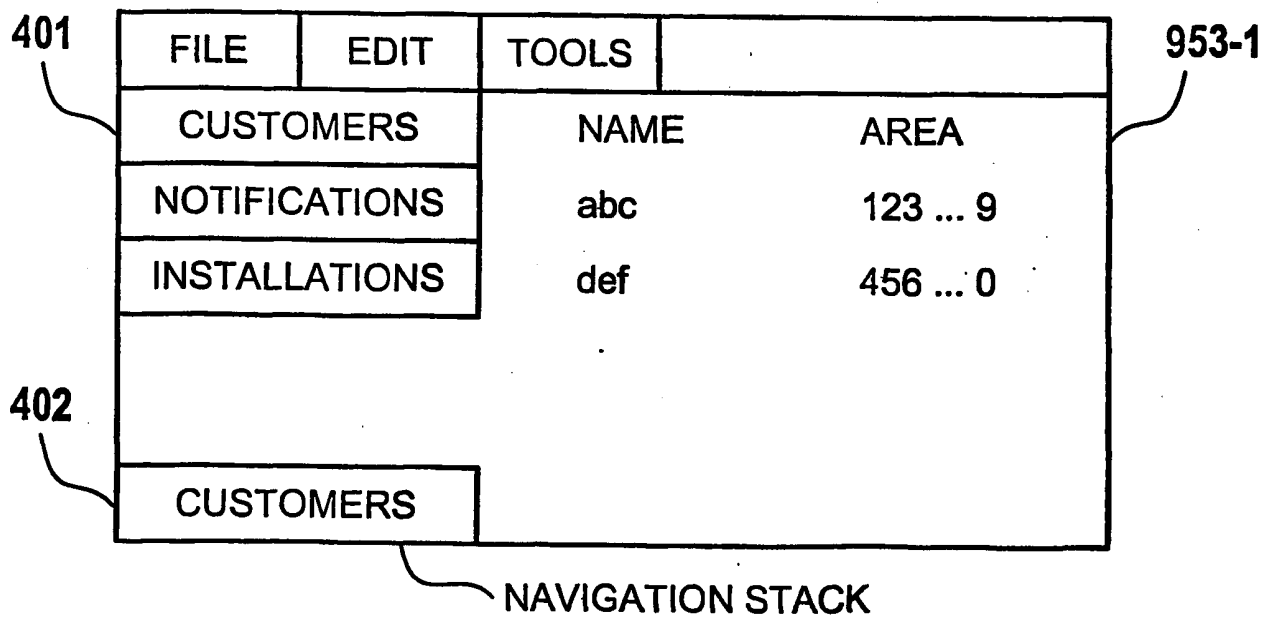 401 FILE EDIT TOOLS 953-1
CUSTOMERS NAME AREA
NOTIFICATIONS abc 123 ... 9
INSTALLATIONS def 456 ... 0
402
CUSTOMERS
NAVIGATION STACK